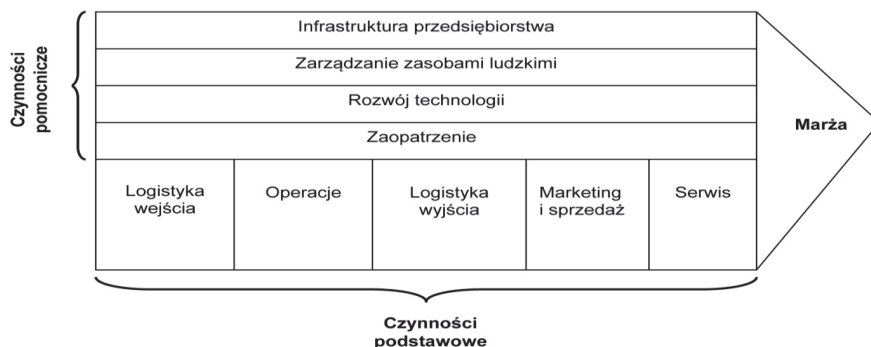 Czynności
pomocnicze
Infrastruktura przedsiębiorstwa
Zarządzanie zasobami ludzkimi
Rozwój technologii
Zaopatrzenie
Marża
Logistyka
wejścia
Operacje
Logistyka
wyjścia
Marketing
i sprzedaż
Serwis
Czynności
podstawowe